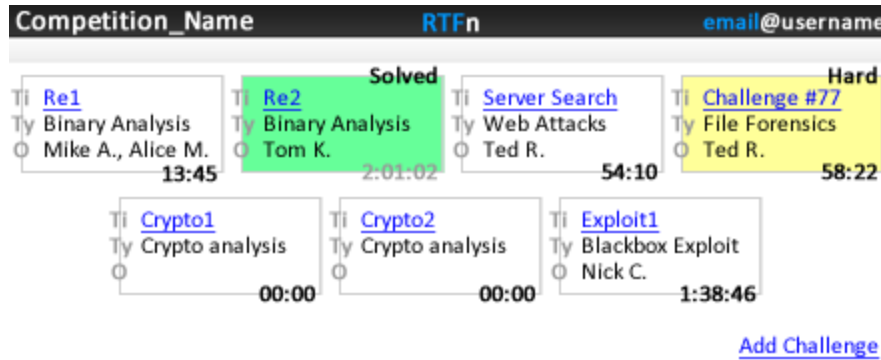 Competition_Name RTFn email@username
Solved Hard
Ti Re1 Ti Re2 Ti Server Search Ti Challenge #77
Ty Binary Analysis Ty Binary Analysis Ty Web Attacks Ty File Forensics
O Mike A., Alice M. O Tom K. O Ted R. O Ted R.
13:45 2:01:02 54:10 58:22
Ti Crypto1 Ti Crypto2 Ti Exploit1
Ty Crypto analysis Ty Crypto analysis Ty Blackbox Exploit
O O O Nick C.
00:00 00:00 1:38:46
Add Challenge